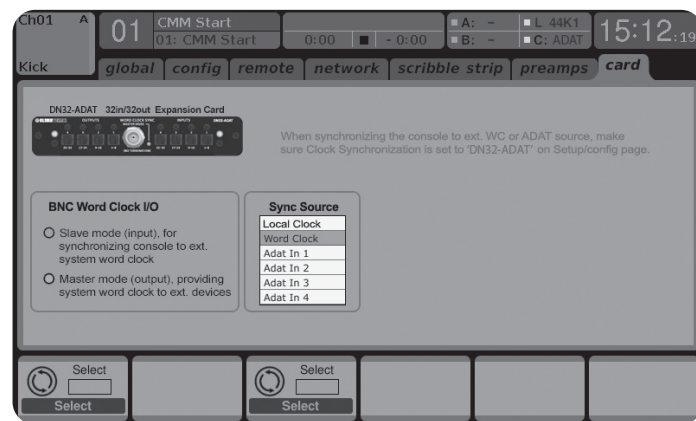 Ch01 A
Kick
01
CMM Start
01: CMM Start
0:00
- 0:00
A: -
B: -
L 44K1
C: ADAT
15:12:19
global config remote network scribble strip preamps card
DN32-ADAT 32in/32out Expansion Card
OUTPUTS
WORD CLOCK SYNC
INPUTS
When synchronizing the console to ext. WC or ADAT source, make
sure Clock Synchronization is set to 'DN32-ADAT' on Setup/config page.
BNC Word Clock I/O
Slave mode (input), for
synchronizing console to ext.
system word clock
Master mode (output), providing
system word clock to ext. devices
Sync Source
Local Clock
Word Clock
Adat In 1
Adat In 2
Adat In 3
Adat In 4
Select
Select
Select
Select